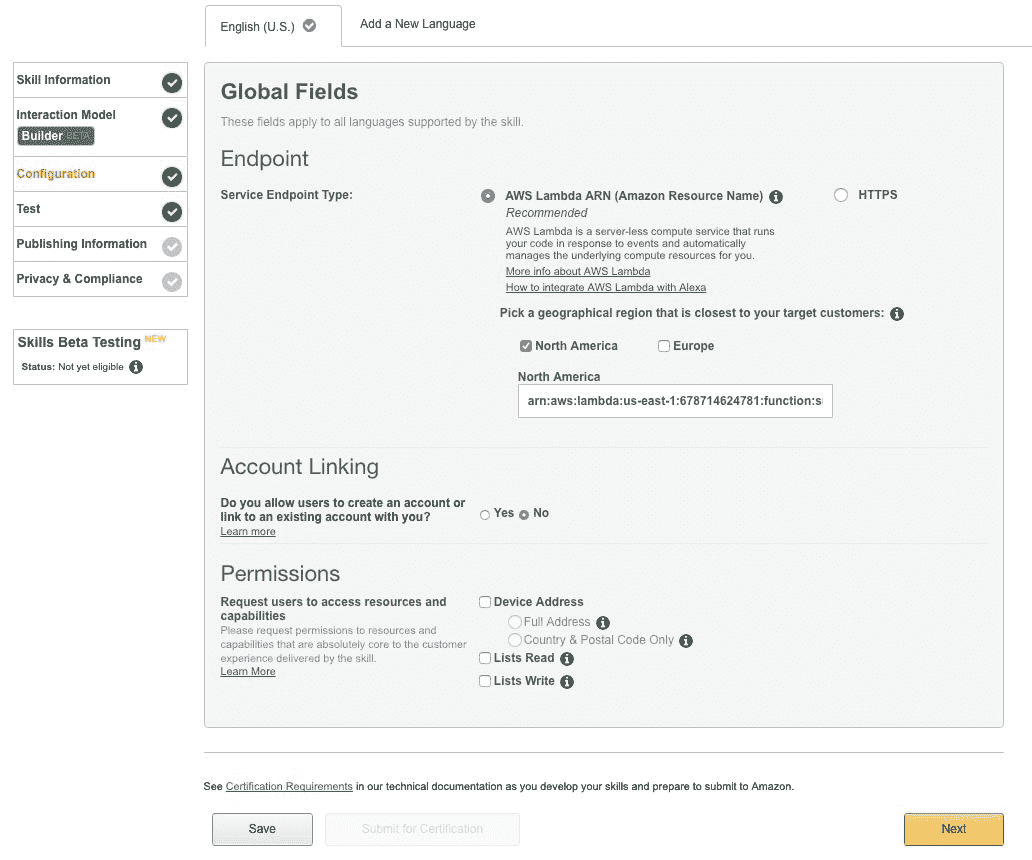 English (U.S.)
Add a New Language
Skill Information
Interaction Model
Builder BETA
Configuration
Test
Publishing Information
Privacy & Compliance
Skills Beta Testing NEW
Status: Not yet eligible
Global Fields
These fields apply to all languages supported by the skill.
Endpoint
Service Endpoint Type:
AWS Lambda ARN (Amazon Resource Name)
HTTPS
Recommended
AWS Lambda is a server-less compute service that runs
your code in response to events and automatically
manages the underlying compute resources for you.
More info about AWS Lambda
How to integrate AWS Lambda with Alexa
Pick a geographical region that is closest to your target customers:
North America
Europe
North America
arn:aws:lambda:us-east-1:678714624781:function:s
Account Linking
Do you allow users to create an account or
link to an existing account with you?
Learn more
Yes
No
Permissions
Request users to access resources and
capabilities
Please request permissions to resources and
capabilities that are absolutely core to the customer
experience delivered by the skill.
Learn More
Device Address
Full Address
Country & Postal Code Only
Lists Read
Lists Write
See Certification Requirements in our technical documentation as you develop your skills and prepare to submit to Amazon.
Save
Submit for Certification
Next